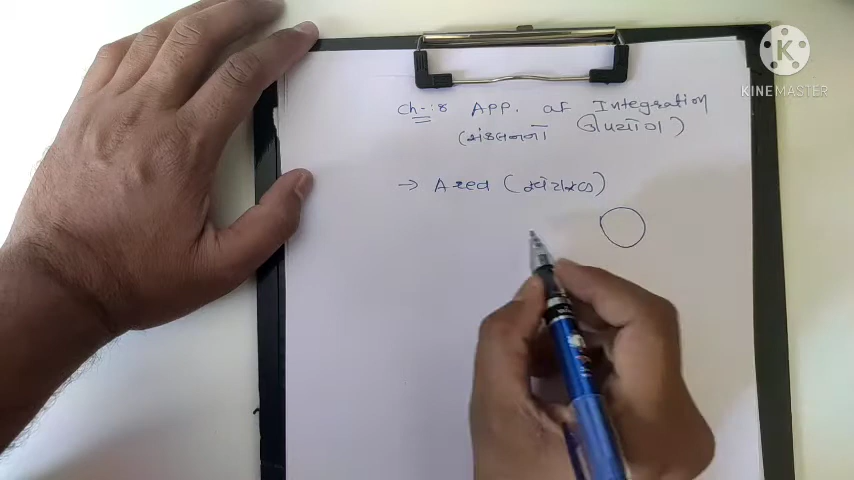 K
KINEMASTER
Ch-:8 APP. of Integration
(સંકલનનો ઉપયોગ)
→ Area (ક્ષેત્રફળ)